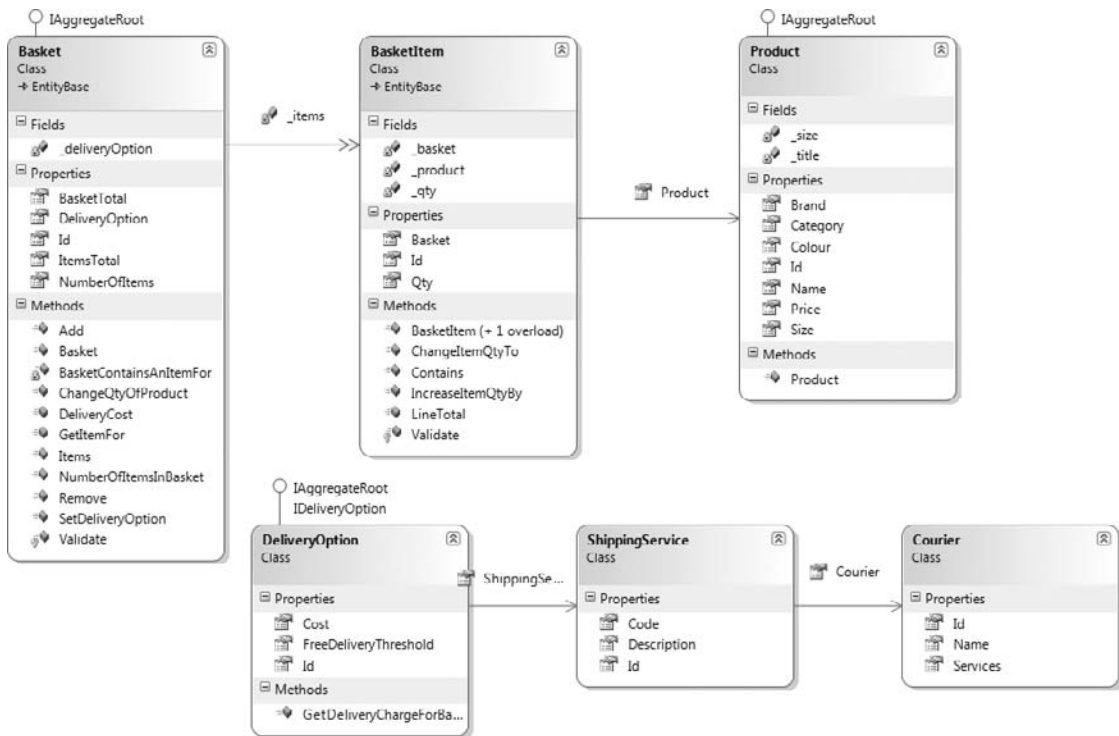 IAggregateRoot
Basket
Class
EntityBase
Fields
_deliveryOption
Properties
BasketTotal
DeliveryOption
Id
ItemsTotal
NumberOfItems
Methods
Add
Basket
BasketContainsAnItemFor
ChangeQtyOfProduct
DeliveryCost
GetItemFor
Items
NumberOfItemsInBasket
Remove
SetDeliveryOption
Validate
_items
BasketItem
Class
EntityBase
Fields
_basket
_product
_qty
Properties
Basket
Id
Qty
Methods
BasketItem (+ 1 overload)
ChangeItemQtyTo
Contains
IncreaseItemQtyBy
LineTotal
Validate
Product
IAggregateRoot
Product
Class
Fields
_size
_title
Properties
Brand
Category
Colour
Id
Name
Price
Size
Methods
Product
IAggregateRoot
IDeliveryOption
DeliveryOption
Class
Properties
Cost
FreeDeliveryThreshold
Id
Methods
GetDeliveryChargeForBa...
ShippingSe...
ShippingService
Class
Properties
Code
Description
Id
Courier
Courier
Class
Properties
Id
Name
Services